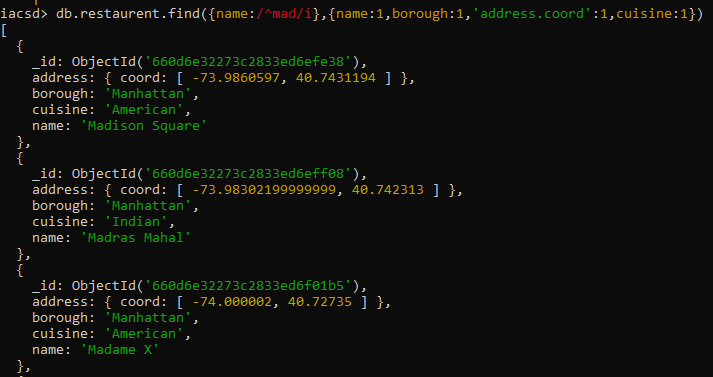 iacsd> db.restaurent.find({name:/^mad/i},{name:1,borough:1,'address.coord':1,cuisine:1})
[
  {
    _id: ObjectId('660d6e32273c2833ed6efe38'),
    address: { coord: [ -73.9860597, 40.7431194 ] },
    borough: 'Manhattan',
    cuisine: 'American',
    name: 'Madison Square'
  },
  {
    _id: ObjectId('660d6e32273c2833ed6eff08'),
    address: { coord: [ -73.98302199999999, 40.742313 ] },
    borough: 'Manhattan',
    cuisine: 'Indian',
    name: 'Madras Mahal'
  },
  {
    _id: ObjectId('660d6e32273c2833ed6f01b5'),
    address: { coord: [ -74.000002, 40.72735 ] },
    borough: 'Manhattan',
    cuisine: 'American',
    name: 'Madame X'
  },